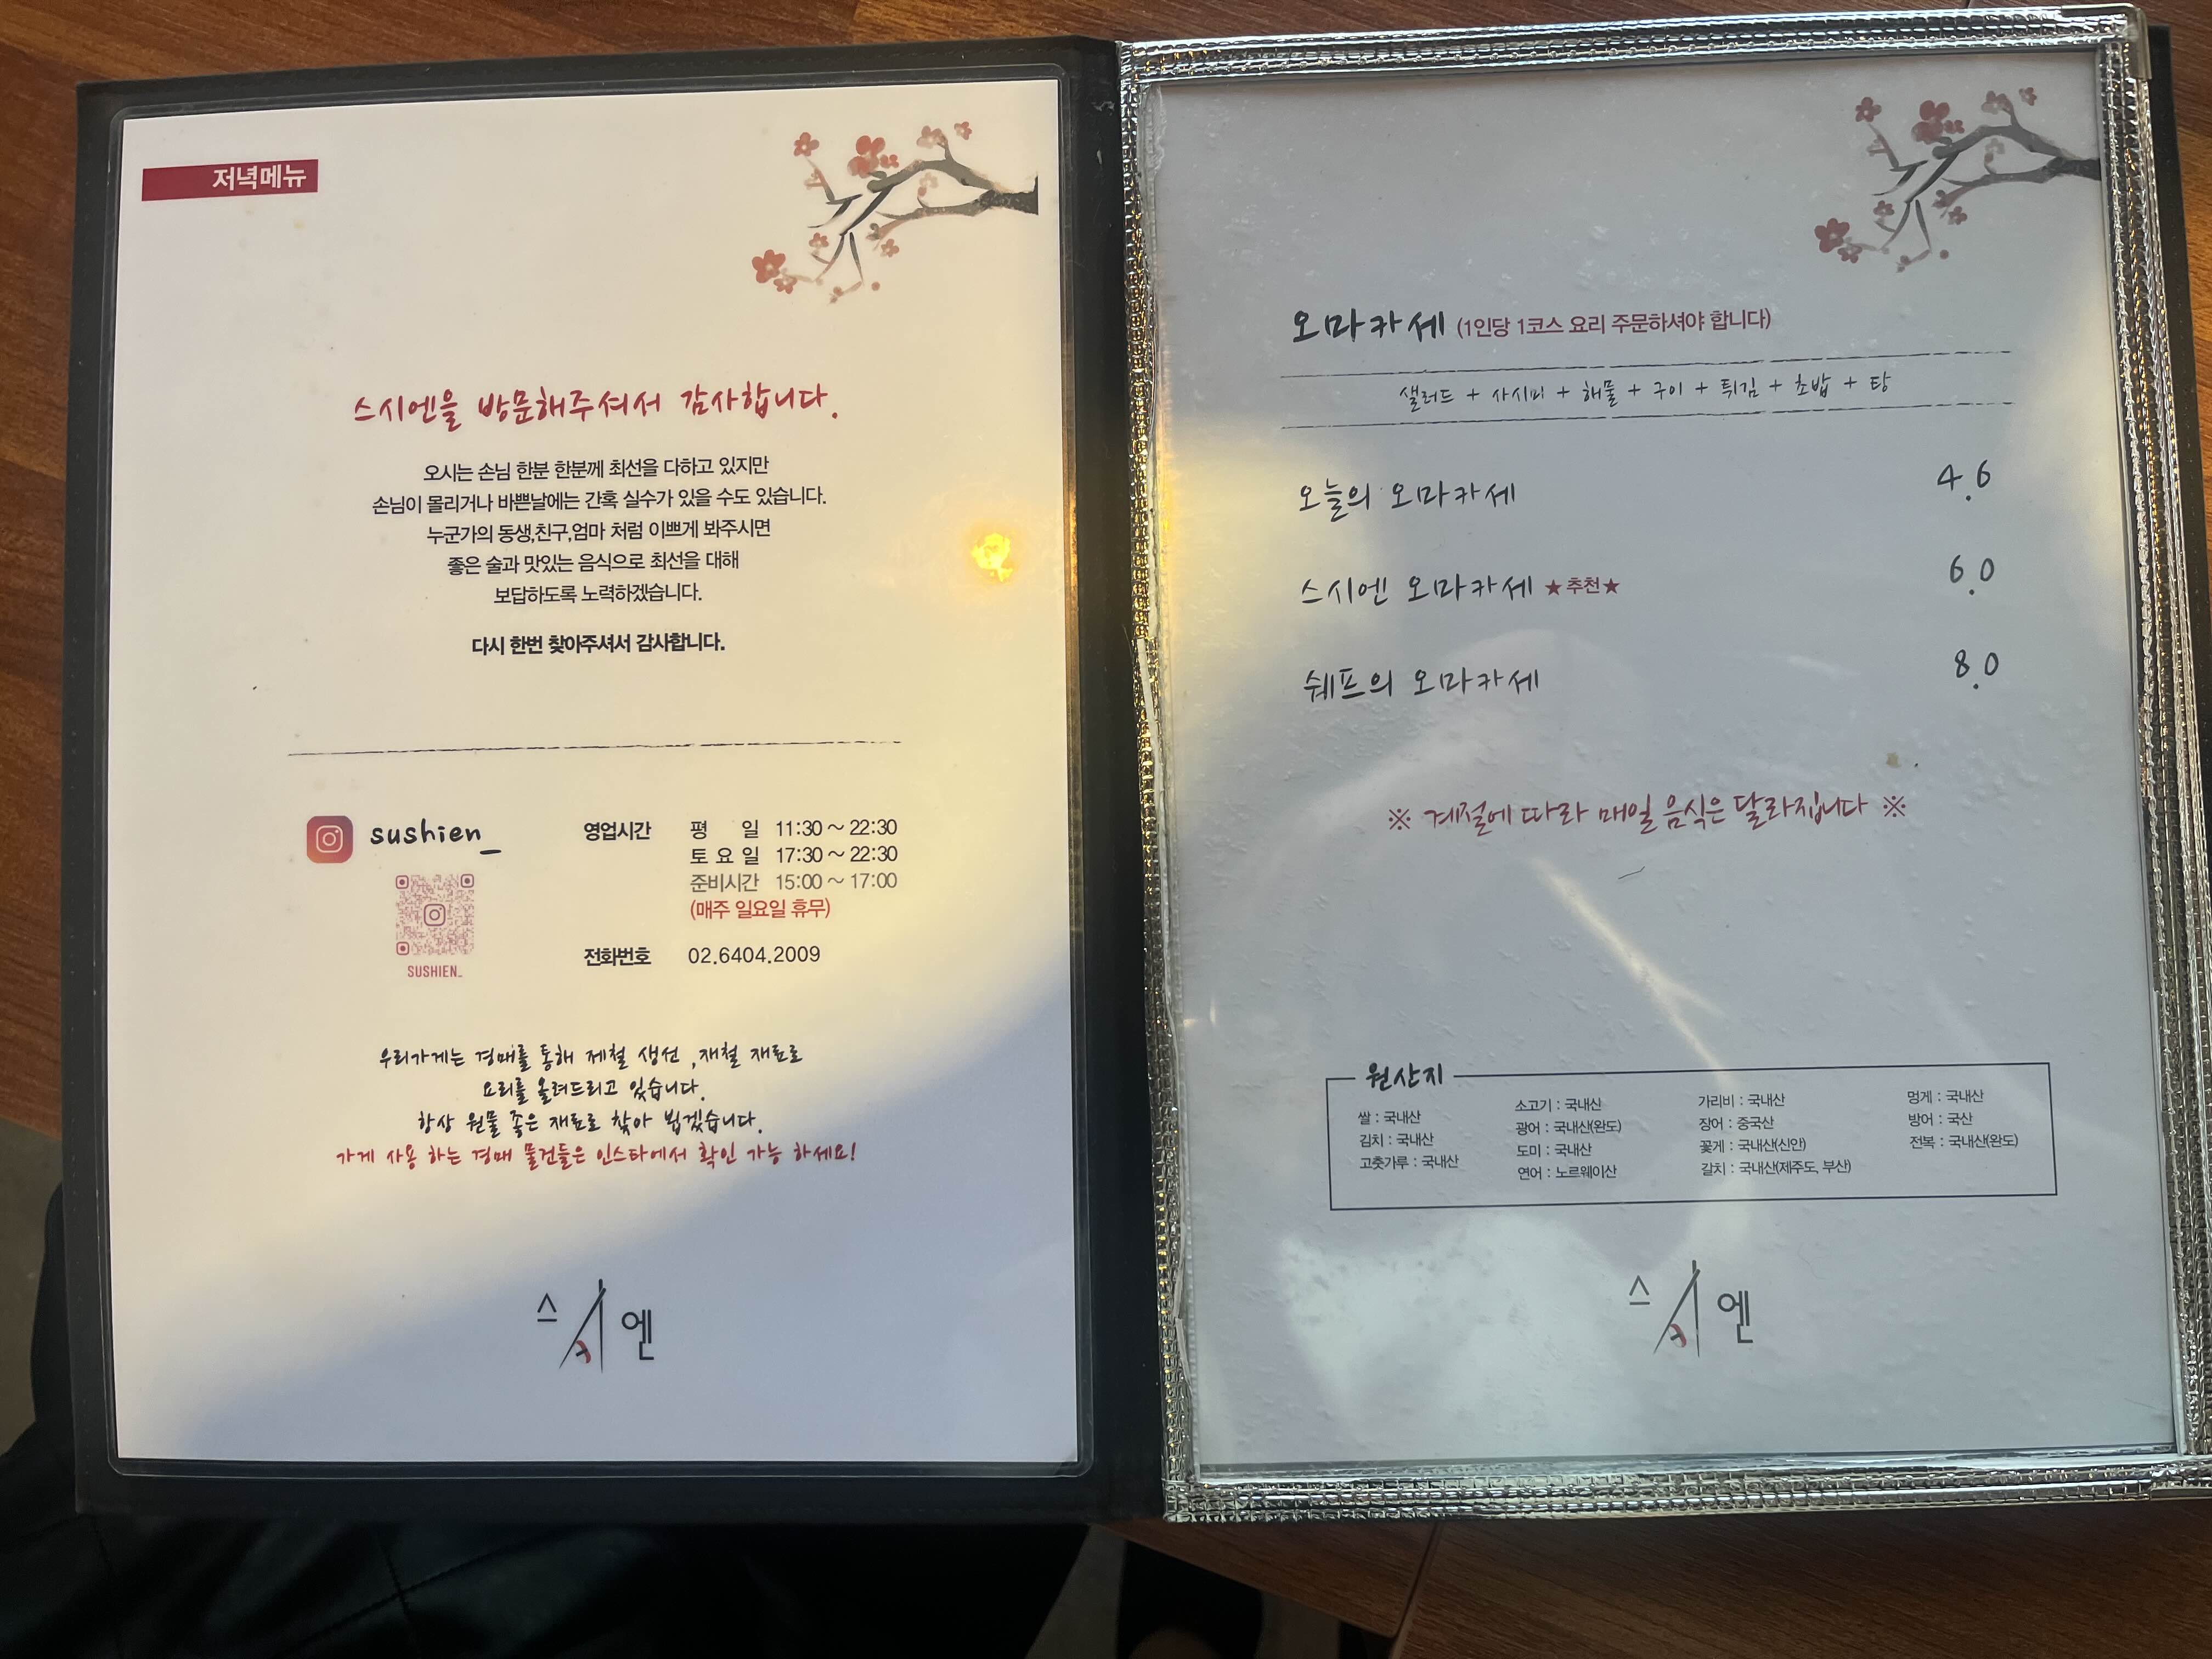 저녁메뉴
스시엔을 방문해주셔서 감사합니다.
오시는 손님 한분 한분께 최선을 다하고 있지만
손님이 몰리거나 바쁜날에는 간혹 실수가 있을 수도 있습니다.
누군가의 동생,친구,엄마 처럼 이쁘게 봐주시면
좋은 술과 맛있는 음식으로 최선을 대해
보답하도록 노력하겠습니다.
다시 한번 찾아주셔서 감사합니다.
sushien_
SUSHIEN_
영업시간 평 일 11:30 ~ 22:30
토 요 일 17:30 ~ 22:30
준비시간 15:00 ~ 17:00
(매주 일요일 휴무)
전화번호 02.6404.2009
우리가게는 경매를 통해 제철 생선 ,재철 재료로
요리를 올려드리고 있습니다.
항상 원물 좋은 재료로 찾아 뵙겠습니다.
가게 사용 하는 경매 물건들은 인스타에서 확인 가능 하세요!
스시엔
오마카세 (1인당 1코스 요리 주문하셔야 합니다)
샐러드 + 사시미 + 해물 + 구이 + 튀김 + 초밥 + 탕
오늘의 오마카세 4.6
스시엔 오마카세 ★추천★ 6.0
쉐프의 오마카세 8.0
※ 계절에 따라 매일 음식은 달라집니다 ※
원산지
쌀 : 국내산
김치 : 국내산
고춧가루 : 국내산
소고기 : 국내산
광어 : 국내산(완도)
도미 : 국내산
연어 : 노르웨이산
가리비 : 국내산
장어 : 중국산
꽃게 : 국내산(신안)
갈치 : 국내산(제주도, 부산)
멍게 : 국내산
방어 : 국산
전복 : 국내산(완도)
스시엔